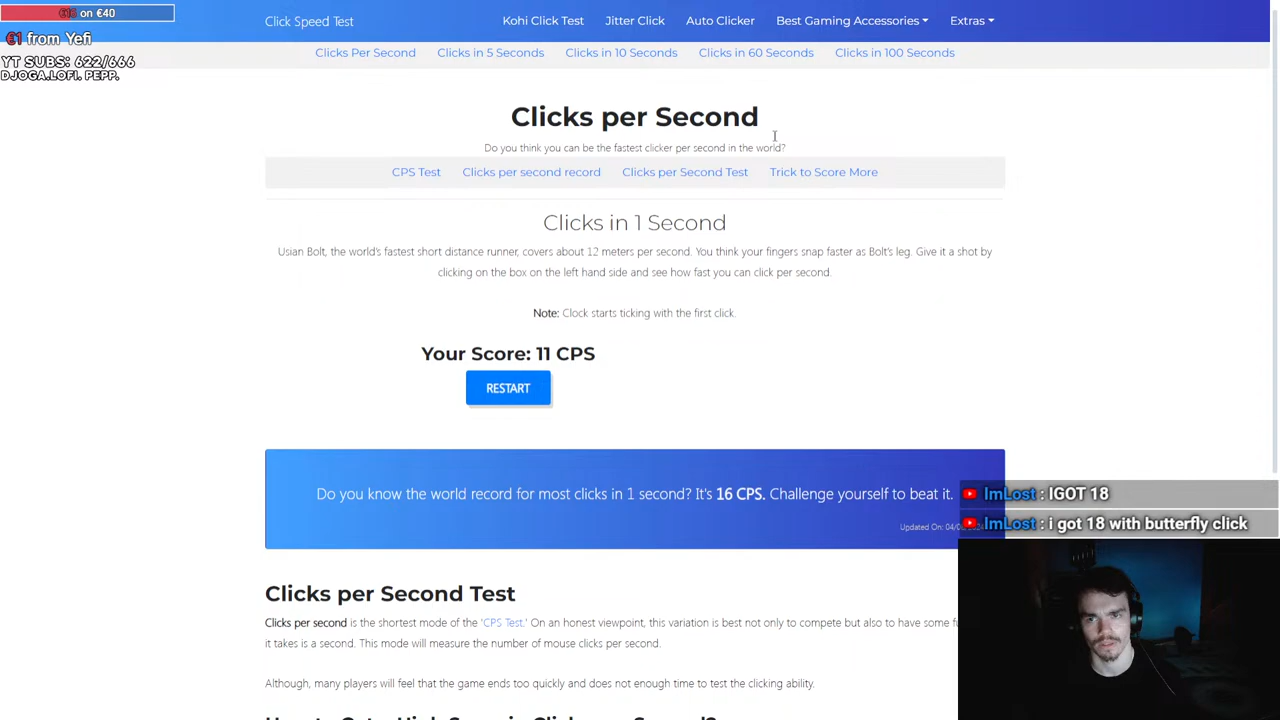 €16 on €40
€1 from Yefi
YT SUBS: 622/666
DJOGA.LOFI. PEPP.
Click Speed Test
Kohi Click Test Jitter Click Auto Clicker Best Gaming Accessories Extras
Clicks Per Second Clicks in 5 Seconds Clicks in 10 Seconds Clicks in 60 Seconds Clicks in 100 Seconds
Clicks per Second
Do you think you can be the fastest clicker per second in the world?
CPS Test Clicks per second record Clicks per Second Test Trick to Score More
Clicks in 1 Second
Usian Bolt, the world's fastest short distance runner, covers about 12 meters per second. You think your fingers snap faster as Bolt's leg. Give it a shot by
clicking on the box on the left hand side and see how fast you can click per second.
Note: Clock starts ticking with the first click.
Your Score: 11 CPS
RESTART
Do you know the world record for most clicks in 1 second? It's 16 CPS. Challenge yourself to beat it.
Updated On: 04/0
ImLost : IGOT 18
ImLost : i got 18 with butterfly click
Clicks per Second Test
Clicks per second is the shortest mode of the 'CPS Test.' On an honest viewpoint, this variation is best not only to compete but also to have some
it takes is a second. This mode will measure the number of mouse clicks per second.
Although, many players will feel that the game ends too quickly and does not enough time to test the clicking ability.